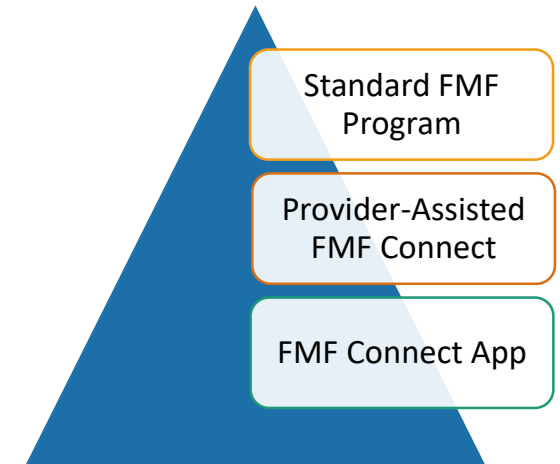 Standard FMF
Program
Provider-Assisted
FMF Connect
FMF Connect App